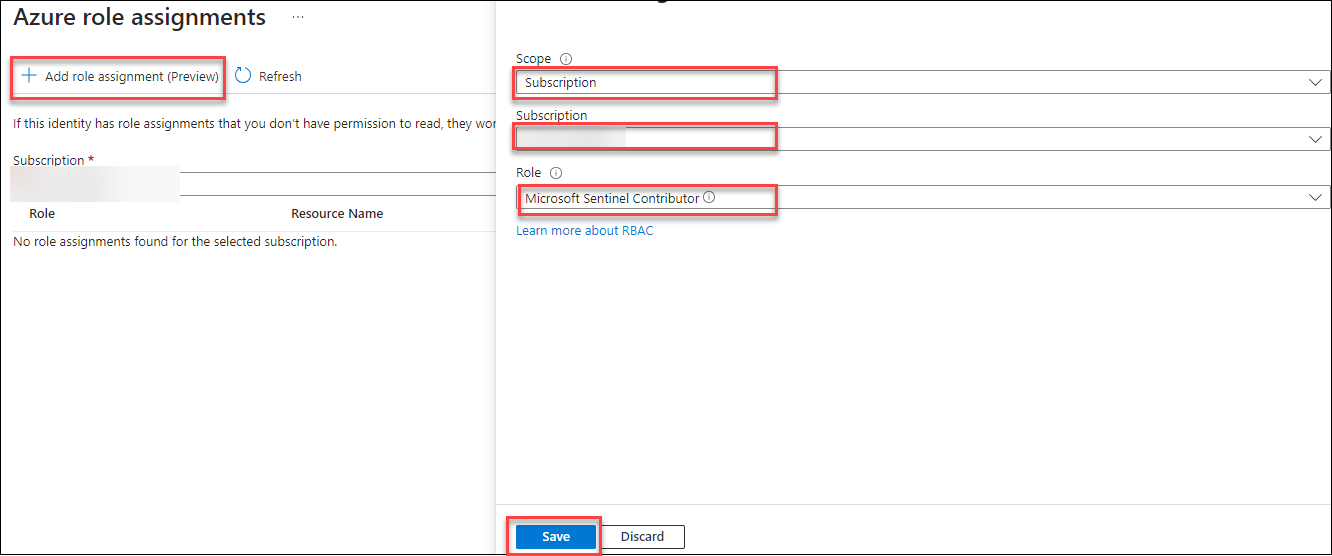 Azure role assignments ...
Add role assignment (Preview)
Refresh
If this identity has role assignments that you don't have permission to read, they
Subscription *
Role
Resource Name
No role assignments found for the selected subscription.
Scope
Subscription
Subscription
Role
Microsoft Sentinel Contributor
Learn more about RBAC
Save
Discard